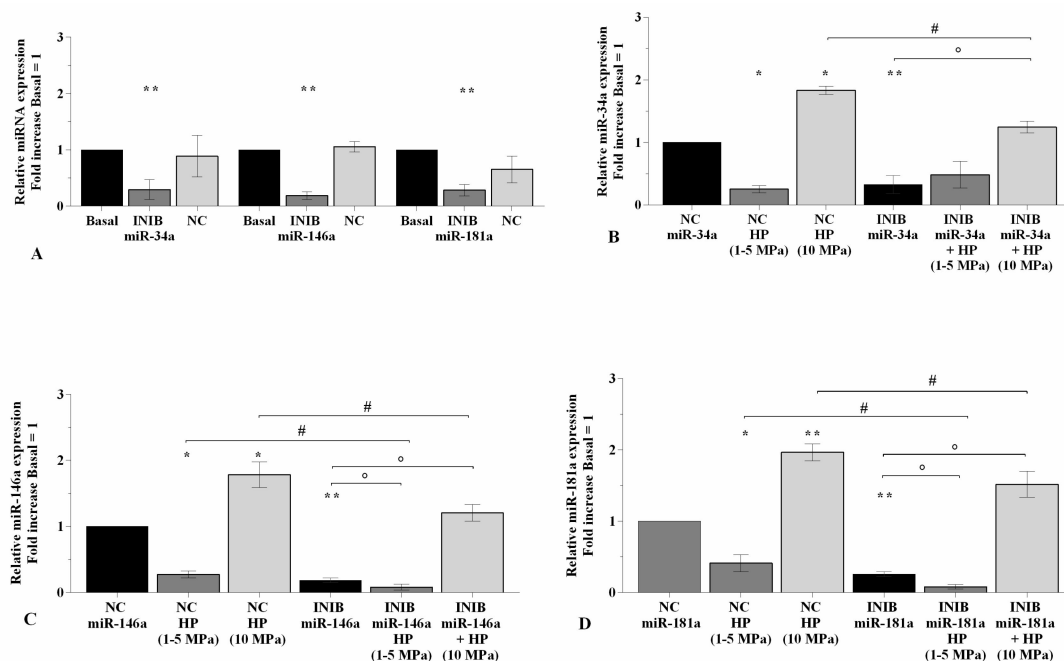 Relative miRNA expression
Fold increase Basal = 1
3
2
1
0
** ** **
Basal INIB NC Basal INIB NC Basal INIB NC
miR-34a miR-146a miR-181a
A
Relative miR-34a expression
Fold increase Basal = 1
3
2
1
0
#
°
* * **
NC NC NC INIB INIB INIB
miR-34a HP HP miR-34a miR-34a miR-34a
(1-5 MPa) (10 MPa) + HP + HP
(1-5 MPa) (10 MPa)
B
Relative miR-146a expression
Fold increase Basal = 1
3
2
1
0
#
#
* * °
°
**
NC NC NC INIB INIB INIB
miR-146a HP HP miR-146a miR-146a miR-146a
(1-5 MPa) (10 MPa) HP + HP
(1-5 MPa) (10 MPa)
C
Relative miR-181a expression
Fold increase Basal = 1
3
2
1
0
#
#
* ** °
°
**
NC NC NC INIB INIB INIB
miR-181a HP HP miR-181a miR-181a miR-181a
(1-5 MPa) (10 MPa) HP + HP
(1-5 MPa) (10 MPa)
D